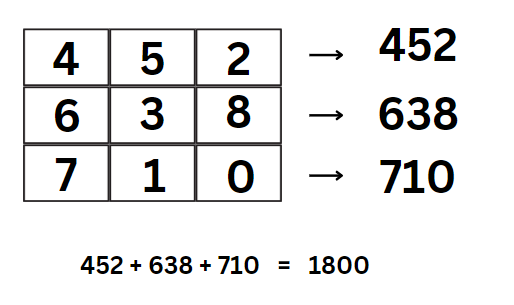 4 5 2 → 452
6 3 8 → 638
7 1 0 → 710
452 + 638 + 710 = 1800